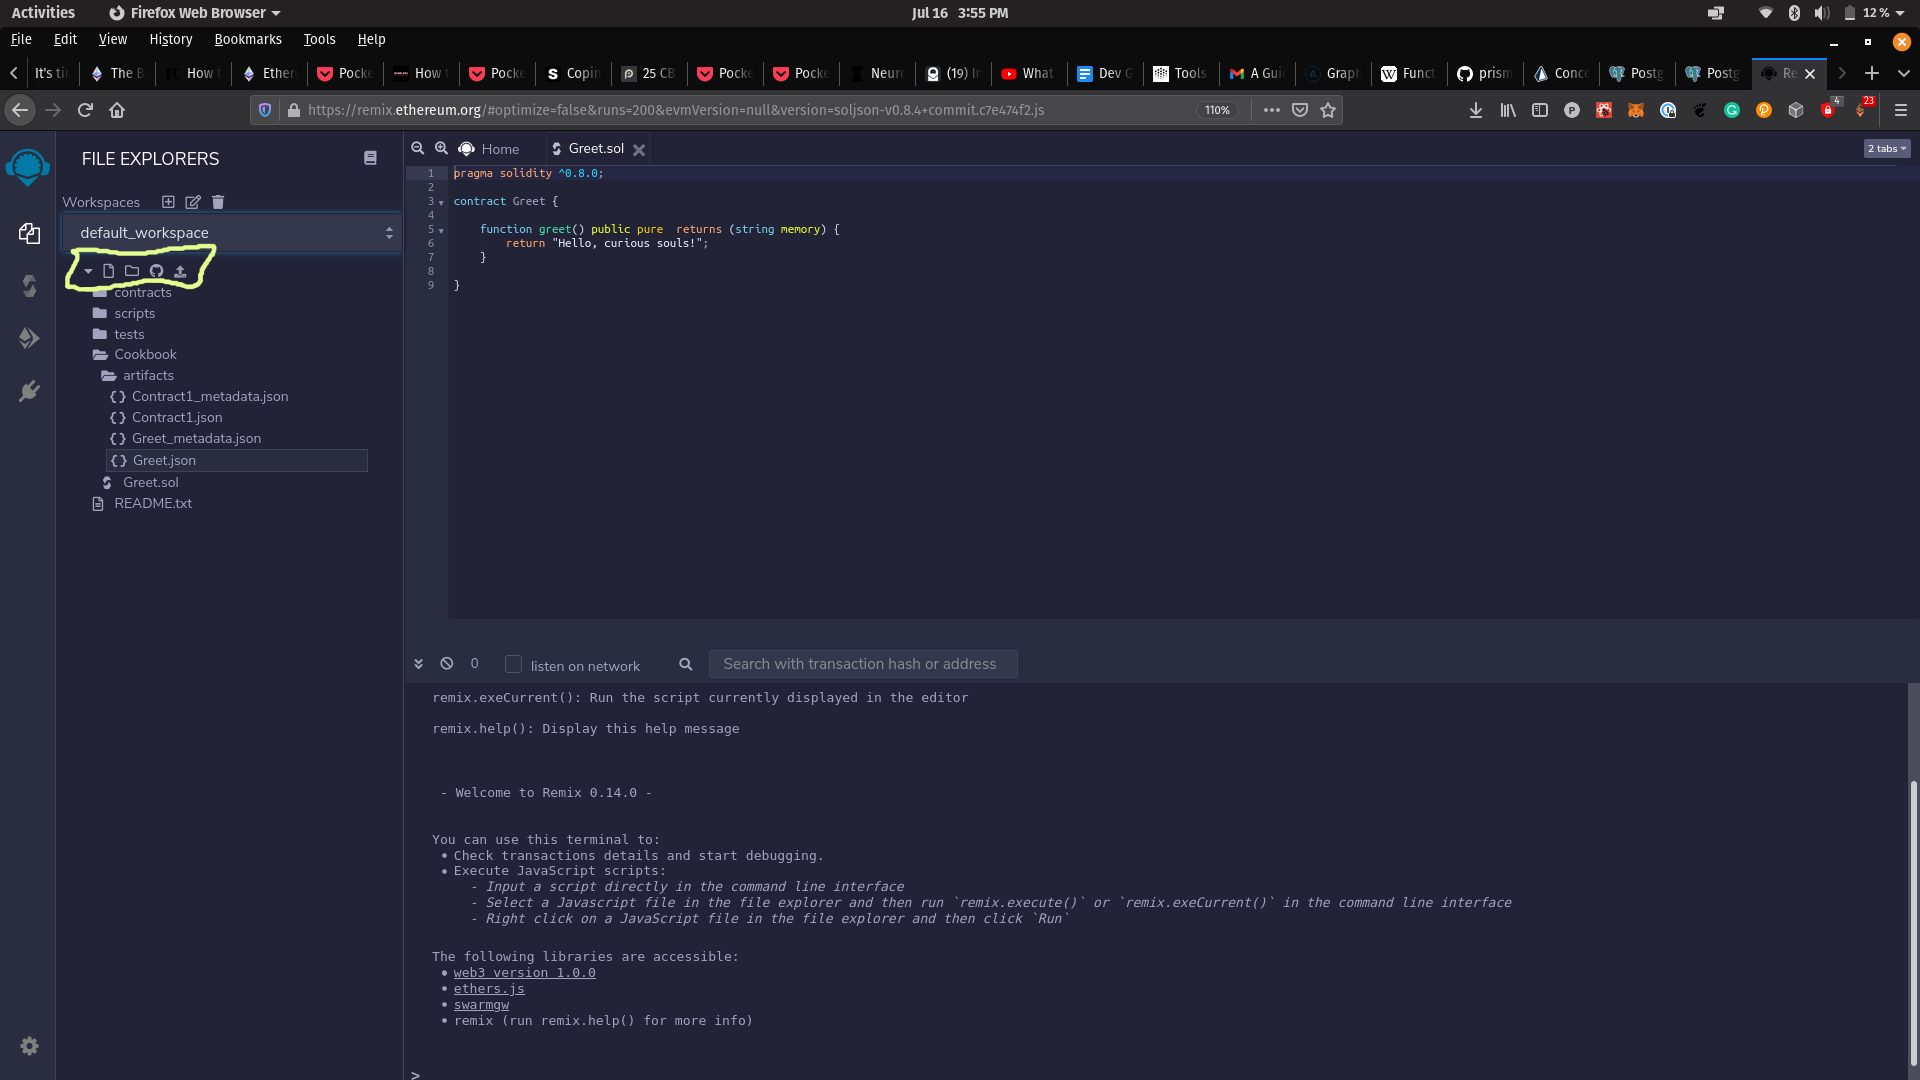 Activities Firefox Web Browser Jul 16 3:55 PM 12 %
File Edit View History Bookmarks Tools Help
It's ti The B How Ether Pocke How Pocke Copin 25 CB Pocke Pocke Neuro (19) I What Dev G Tools A Gui Graph Funct prism Conce Postg Postg Re
https://remix.ethereum.org/#optimize=false&runs=200&evmVersion=null&version=soljson-v0.8.4+commit.c7e474f2.js 110% 4 23
FILE EXPLORERS
Workspaces
default_workspace
contracts
scripts
tests
Cookbook
artifacts
Contract1_metadata.json
Contract1.json
Greet_metadata.json
Greet.json
Greet.sol
README.txt
Home Greet.sol 2 tabs
1 pragma solidity ^0.8.0;
2
3 contract Greet {
4
5 function greet() public pure  returns (string memory) {
6 return "Hello, curious souls!";
7 }
8
9 }
0 listen on network Search with transaction hash or address
remix.exeCurrent(): Run the script currently displayed in the editor
remix.help(): Display this help message
- Welcome to Remix 0.14.0 -
You can use this terminal to:
• Check transactions details and start debugging.
• Execute JavaScript scripts:
- Input a script directly in the command line interface
- Select a Javascript file in the file explorer and then run `remix.execute()` or `remix.exeCurrent()` in the command line interface
- Right click on a JavaScript file in the file explorer and then click `Run`
The following libraries are accessible:
• web3 version 1.0.0
• ethers.js
• swarmgw
• remix (run remix.help() for more info)
>